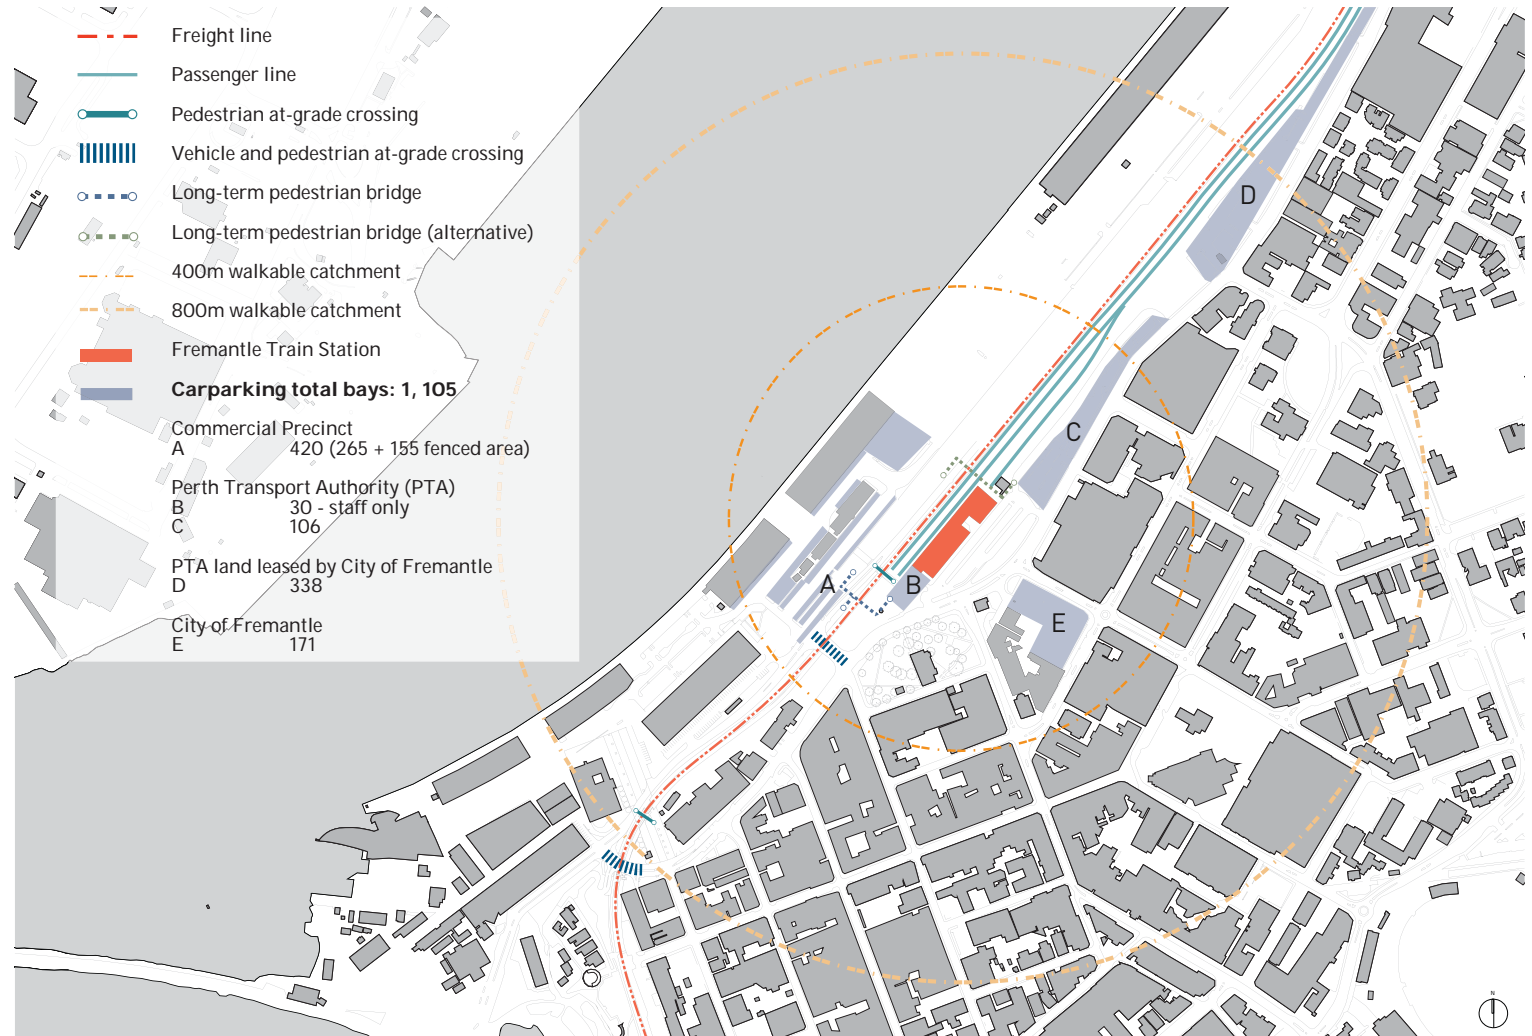 Freight line
Passenger line
Pedestrian at-grade crossing
Vehicle and pedestrian at-grade crossing
Long-term pedestrian bridge
Long-term pedestrian bridge (alternative)
400m walkable catchment
800m walkable catchment
Fremantle Train Station
Carparking total bays: 1, 105
Commercial Precinct
A 420 (265 + 155 fenced area)
Perth Transport Authority (PTA)
B 30 - staff only
C 106
PTA land leased by City of Fremantle
D 338
City of Fremantle
E 171
D
C
A
B
E
N